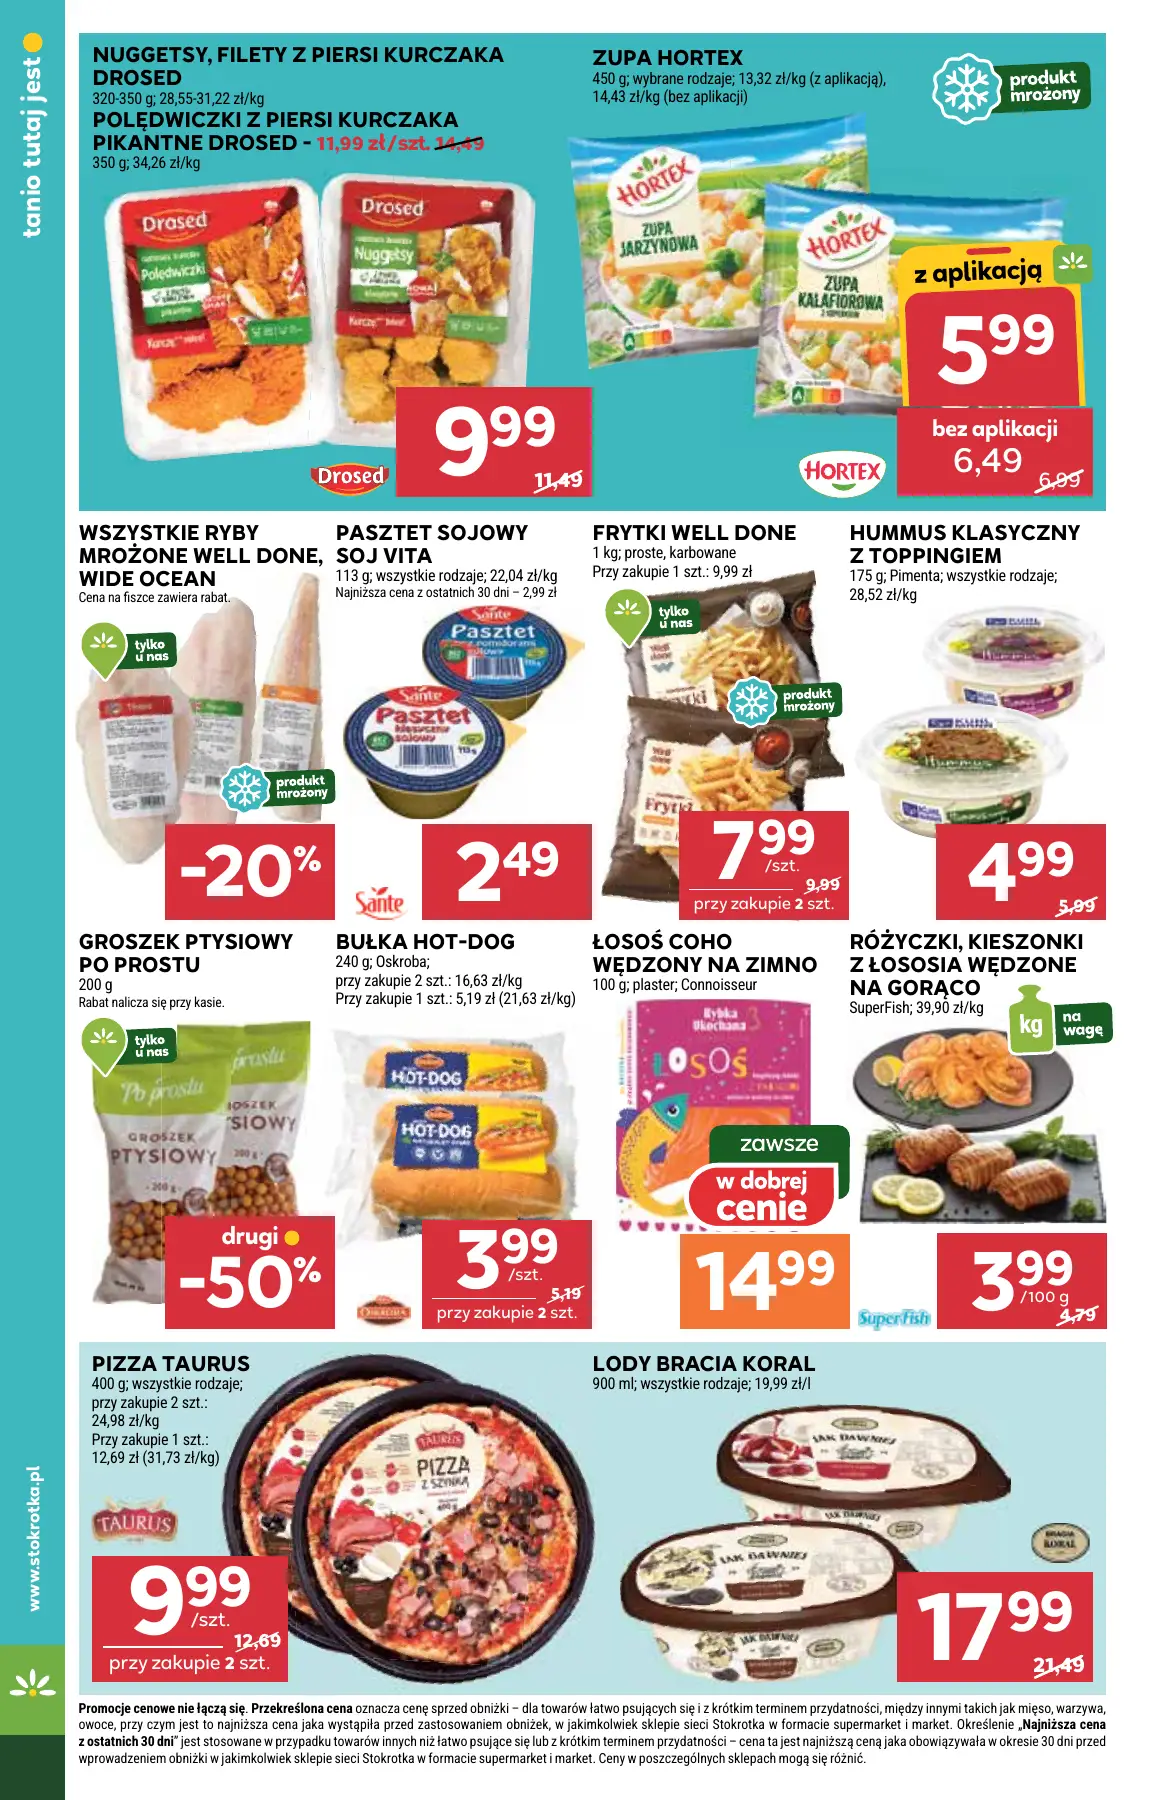 tanio tutaj jest
NUGGETSY, FILETY Z PIERSI KURCZAKA
DROSED
320-350 g; 28,55-31,22 zł/kg
POLĘDWICZKI Z PIERSI KURCZAKA
PIKANTNE DROSED - 11,99 zł/szt. 14,49
350 g; 34,26 zł/kg
Drosed
Polędwiczki
pikantne
Drosed
Nuggetsy
Drosed
9 99
11,49
ZUPA HORTEX
450 g; wybrane rodzaje; 13,32 zł/kg (z aplikacją),
14,43 zł/kg (bez aplikacji)
produkt
mrożony
HORTEX
ZUPA
JARZYNOWA
HORTEX
ZUPA
KALAFIOROWA
z aplikacją
5 99
bez aplikacji
6,49
6,99
HORTEX
WSZYSTKIE RYBY
MROŻONE WELL DONE,
WIDE OCEAN
Cena na fiszce zawiera rabat.
tylko
u nas
produkt
mrożony
-20%
PASZTET SOJOWY
SOJ VITA
113 g; wszystkie rodzaje; 22,04 zł/kg
Najniższa cena z ostatnich 30 dni – 2,99 zł
Sante
Pasztet
z pomidorami
sojowy
Sante
Pasztet
klasyczny
sojowy
113g
Sante
2 49
FRYTKI WELL DONE
1 kg; proste, karbowane
Przy zakupie 1 szt.: 9,99 zł
tylko
u nas
produkt
mrożony
Well
done
Frytki
7 99
/szt.
9,99
przy zakupie 2 szt.
HUMMUS KLASYCZNY
Z TOPPINGIEM
175 g; Pimenta; wszystkie rodzaje;
28,52 zł/kg
Hummus
4 99
5,99
GROSZEK PTYSIOWY
PO PROSTU
200 g
Rabat nalicza się przy kasie.
tylko
u nas
Po prostu
GROSZEK
PTYSIOWY
200 g
drugi
-50%
BUŁKA HOT-DOG
240 g; Oskroba;
przy zakupie 2 szt.: 16,63 zł/kg
Przy zakupie 1 szt.: 5,19 zł (21,63 zł/kg)
HOT-DOG
HOT-DOG
OSKROBA
3 99
/szt.
5,19
przy zakupie 2 szt.
ŁOSOŚ COHO
WĘDZONY NA ZIMNO
100 g; plaster; Connoisseur
Rybka
Ukochana
ŁOSOŚ
zawsze
w dobrej
cenie
14 99
RÓŻYCZKI, KIESZONKI
Z ŁOSOSIA WĘDZONE
NA GORĄCO
SuperFish; 39,90 zł/kg
kg
na
wagę
SuperFish
3 99
/100 g
4,79
PIZZA TAURUS
400 g; wszystkie rodzaje;
przy zakupie 2 szt.:
24,98 zł/kg
Przy zakupie 1 szt.:
12,69 zł (31,73 zł/kg)
TAURUS
TAURUS
PIZZA
Z SZYNKĄ
400 g
9 99
/szt.
12,69
przy zakupie 2 szt.
LODY BRACIA KORAL
900 ml; wszystkie rodzaje; 19,99 zł/l
JAK DAWNIEJ
JAK DAWNIEJ
JAK DAWNIEJ
JAK DAWNIEJ
BRACIA
KORAL
17 99
21,49
www.stokrotka.pl
Promocje cenowe nie łączą się. Przekreślona cena oznacza cenę sprzed obniżki – dla towarów łatwo psujących się i z krótkim terminem przydatności, między innymi takich jak mięso, warzywa,
owoce, przy czym jest to najniższa cena jaka wystąpiła przed zastosowaniem obniżek, w jakimkolwiek sklepie sieci Stokrotka w formacie supermarket i market. Określenie „Najniższa cena
z ostatnich 30 dni” jest stosowane w przypadku towarów innych niż łatwo psujące się lub z krótkim terminem przydatności – cena ta jest najniższą ceną jaka obowiązywała w okresie 30 dni przed
wprowadzeniem obniżki w jakimkolwiek sklepie sieci Stokrotka w formacie supermarket i market. Ceny w poszczególnych sklepach mogą się różnić.